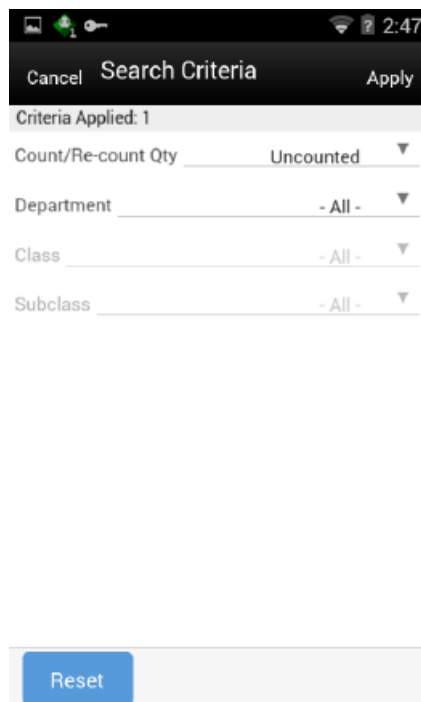 1 ? 2:47
Cancel Search Criteria Apply
Criteria Applied: 1
Count/Re-count Qty Uncounted
Department - All -
Class - All -
Subclass - All -
Reset